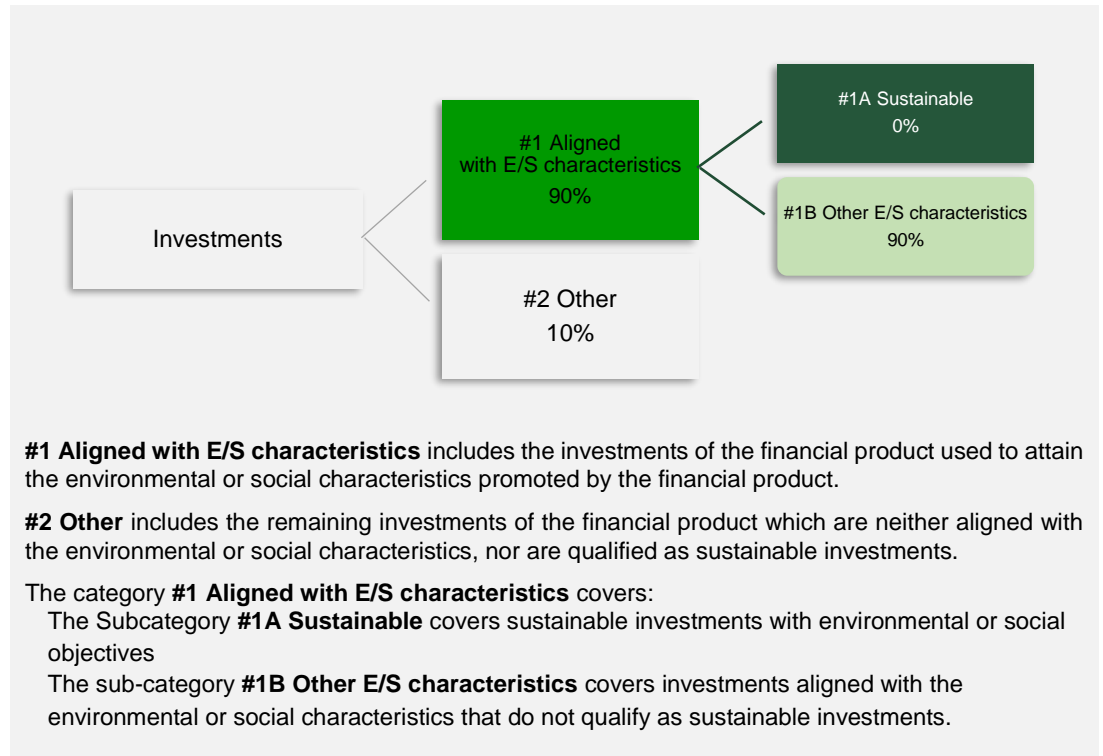 #1A Sustainable
0%
#1 Aligned
with E/S characteristics
90%
#1B Other E/S characteristics
90%
Investments
#2 Other
10%
#1 Aligned with E/S characteristics includes the investments of the financial product used to attain
the environmental or social characteristics promoted by the financial product.
#2 Other includes the remaining investments of the financial product which are neither aligned with
the environmental or social characteristics, nor are qualified as sustainable investments.
The category #1 Aligned with E/S characteristics covers:
The Subcategory #1A Sustainable covers sustainable investments with environmental or social
objectives
The sub-category #1B Other E/S characteristics covers investments aligned with the
environmental or social characteristics that do not qualify as sustainable investments.